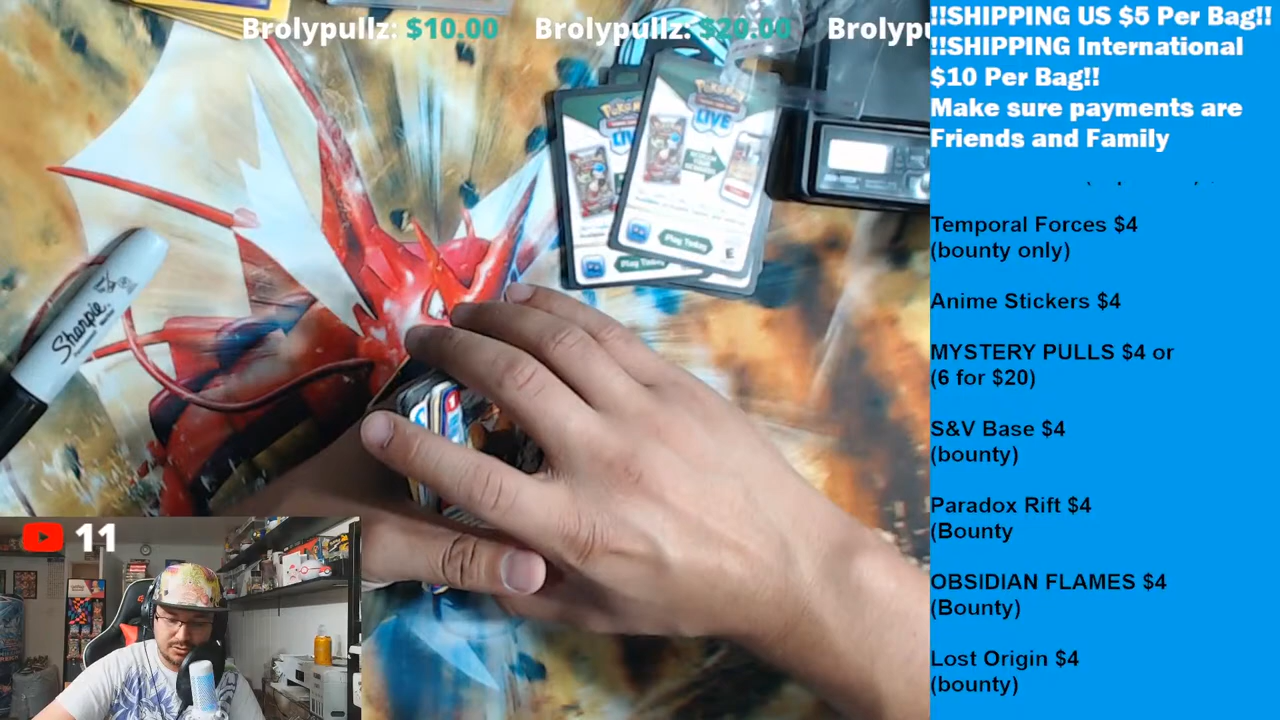 Brolypullz: $10.00 Brolypullz: $20.00 Brolypu
!!SHIPPING US $5 Per Bag!!
!!SHIPPING International
$10 Per Bag!!
Make sure payments are
Friends and Family
Temporal Forces $4
(bounty only)
Anime Stickers $4
MYSTERY PULLS $4 or
(6 for $20)
S&V Base $4
(bounty)
Paradox Rift $4
(Bounty
OBSIDIAN FLAMES $4
(Bounty)
Lost Origin $4
(bounty)
LIVE
Play Today
Sharpie
11